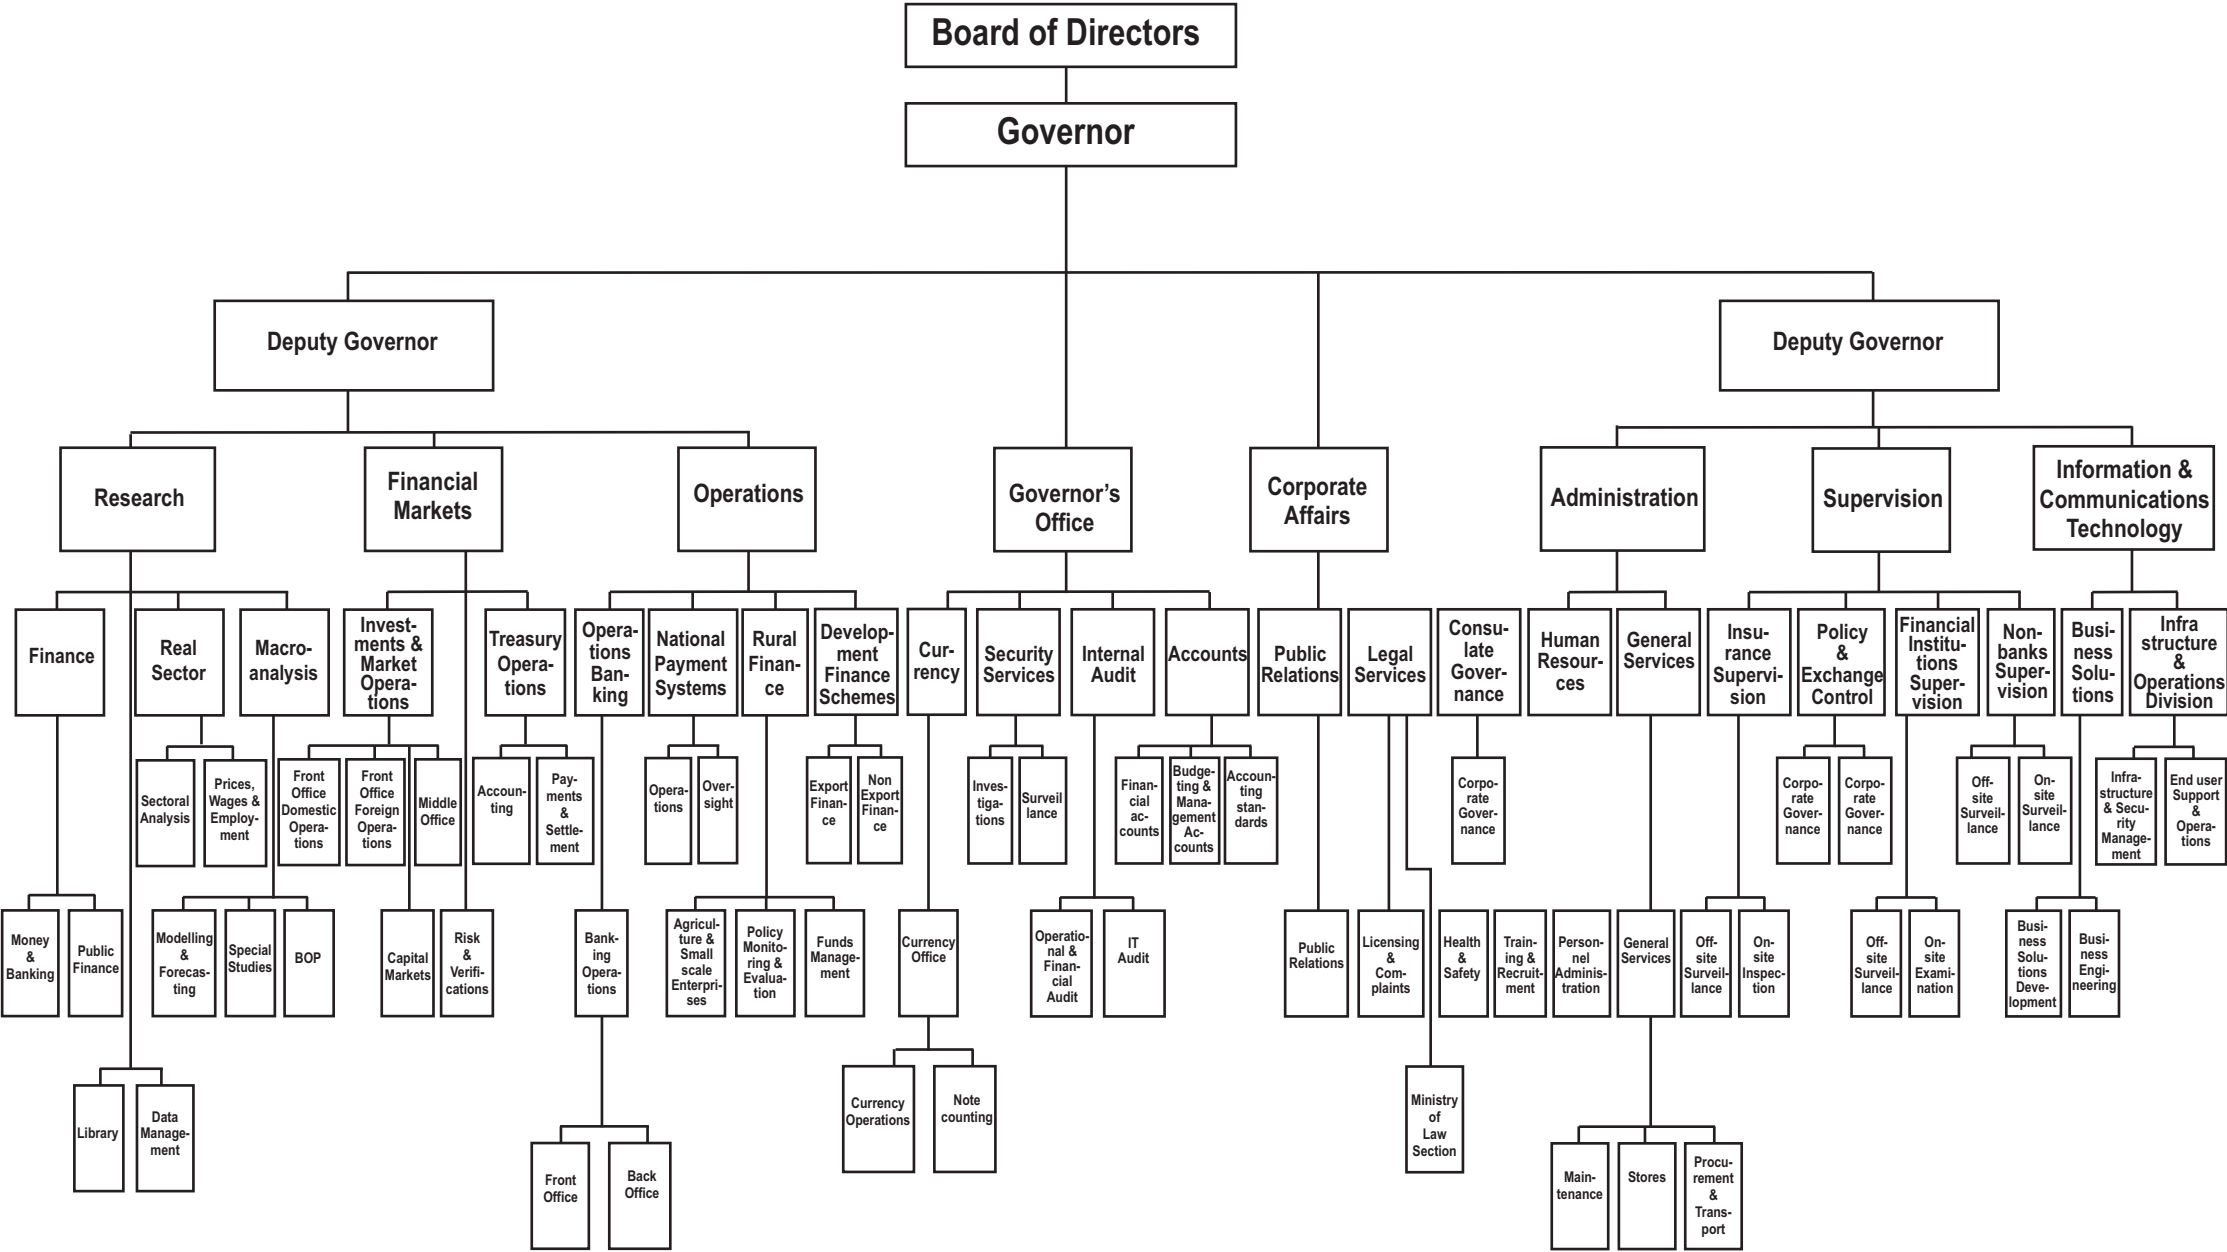 Board of Directors
Governor
Deputy Governor
Deputy Governor
Research
Financial
Markets
Operations
Governor’s
Office
Corporate
Affairs
Administration
Supervision
Information &
Communications
Technology
Finance
Real
Sector
Macro-
analysis
Invest-
ments &
Market
Opera-
tions
Treasury
Opera-
tions
Opera-
tions
Ban-
king
National
Payment
Systems
Rural
Finan-
ce
Develop-
ment
Finance
Schemes
Cur-
rency
Security
Services
Internal
Audit
Accounts
Public
Relations
Legal
Services
Consu-
late
Gover-
nance
Human
Resour-
ces
General
Services
Insu-
rance
Supervi-
sion
Policy
&
Exchange
Control
Financial
Institu-
tions
Super-
vision
Non-
banks
Super-
vision
Busi-
ness
Solu-
tions
Infra
structure
&
Operations
Division
Sectoral
Analysis
Prices,
Wages &
Employ-
ment
Front
Office
Domestic
Opera-
tions
Front
Office
Foreign
Opera-
tions
Middle
Office
Accoun-
ting
Pay-
ments
&
Settle-
ment
Opera-
tions
Over-
sight
Export
Finan-
ce
Non
Export
Finan-
ce
Inves-
tiga-
tions
Surveil
lance
Finan-
cial
ac-
counts
Budge-
ting &
Mana-
gement
Ac-
counts
Accoun-
ting
stan-
dards
Corpo-
rate
Gover-
nance
Corpo-
rate
Gover-
nance
Corpo-
rate
Gover-
nance
Off-
site
Surveil-
lance
On-
site
Surveil-
lance
Infra-
structure
& Secu-
rity
Manage-
ment
End user
Support
&
Opera-
tions
Money
&
Banking
Public
Finance
Modelling
&
Forecas-
ting
Special
Studies
BOP
Capital
Markets
Risk
&
Verifi-
cations
Bank-
ing
Opera-
tions
Agricul-
ture &
Small
scale
Enterpri-
ses
Policy
Monito-
ring &
Evalua-
tion
Funds
Manage-
ment
Currency
Office
Operatio-
nal &
Finan-
cial
Audit
IT
Audit
Public
Relations
Licensing
&
Com-
plaints
Health
&
Safety
Train-
ing &
Recruit-
ment
Person-
nel
Adminis-
tration
General
Services
Off-
site
Surveil-
lance
On-
site
Inspec-
tion
Off-
site
Surveil-
lance
On-
site
Exami-
nation
Busi-
ness
Solu-
tions
Deve-
lopment
Busi-
ness
Engi-
neering
Library
Data
Manage-
ment
Front
Office
Back
Office
Currency
Operations
Note
counting
Ministry
of
Law
Section
Main-
tenance
Stores
Procu-
rement
&
Trans-
port